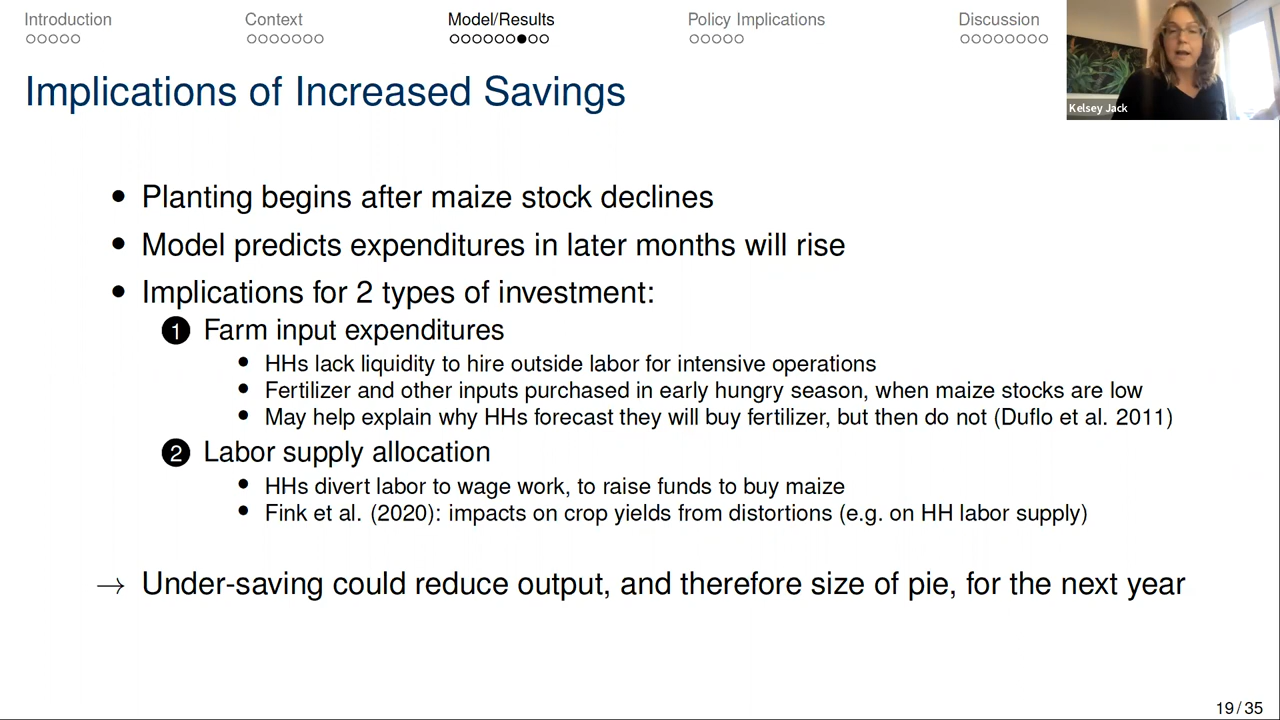 Introduction
Context
Model/Results
Policy Implications
Discussion
Kelsey Jack
Implications of Increased Savings
• Planting begins after maize stock declines
• Model predicts expenditures in later months will rise
• Implications for 2 types of investment:
1 Farm input expenditures
• HHs lack liquidity to hire outside labor for intensive operations
• Fertilizer and other inputs purchased in early hungry season, when maize stocks are low
• May help explain why HHs forecast they will buy fertilizer, but then do not (Duflo et al. 2011)
2 Labor supply allocation
• HHs divert labor to wage work, to raise funds to buy maize
• Fink et al. (2020): impacts on crop yields from distortions (e.g. on HH labor supply)
→ Under-saving could reduce output, and therefore size of pie, for the next year
19/35